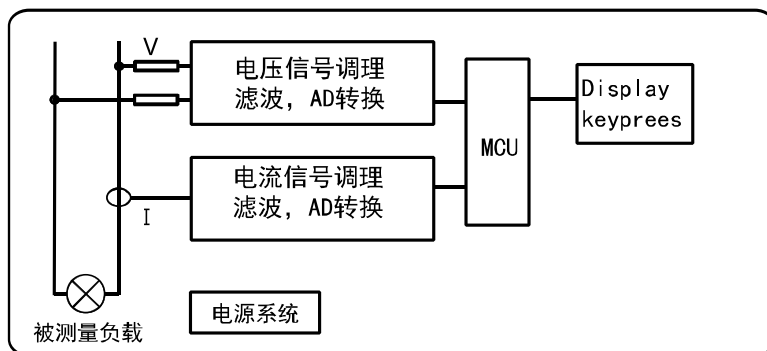 V
电压信号调理
滤波，AD转换
Display
keyprees
MCU
电流信号调理
滤波，AD转换
I
电源系统
被测量负载